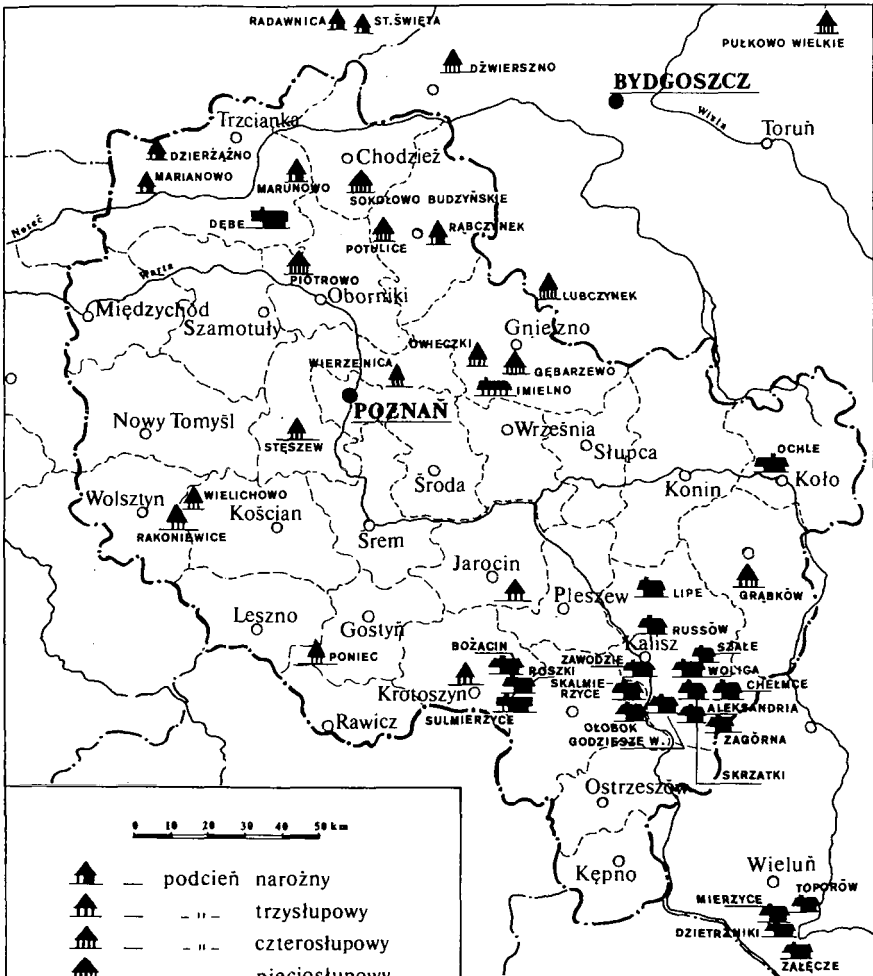 RADAWNICA
ST.ŚWIĘTA
PUŁKOWO WIELKIE
DŹWIERSZNO
BYDGOSZCZ
Wisła
Toruń
Trzcianka
DZIERŻĄŻNO
Chodzież
MARIANOWO
MARUNOWO
SOKOŁOWO BUDZYŃSKIE
Noteć
DĘBE
POTULICE
RĄBCZYNEK
PIOTROWO
Warta
LUBCZYNEK
Międzychód
Oborniki
Szamotuły
Gniezno
OWIECZKI
WIERZENICA
GĘBARZEWO
IMIELNO
POZNAŃ
Nowy Tomyśl
STĘSZEW
Września
Słupca
OCHLE
Środa
Konin
Koło
Wolsztyn
WIELICHOWO
Kościan
RAKONIEWICE
Śrem
Jarocin
Pleszew
LIPE
GRĄBKÓW
Leszno
Gostyń
RUSSÓW
PONIEC
BOŻACIN
ZAWODZIE
Kalisz
SZAŁE
ROSZKI
WOLIGA
Krotoszyn
SKALMIE
RZYCE
CHEŁMCE
SULMIERZYCE
ALEKSANDRIA
Rawicz
OŁOBOK
ZAGÓRNA
GODZIESZE W.
SKRZATKI
Ostrzeszów
0 10 20 30 40 50 km
Kępno
Wieluń
podcień narożny
TOPORÓW
MIERZYCE
— „ — trzysłupowy
DZIETRZNIKI
— „ — czterosłupowy
ZAŁĘCZE
pięciosłupowy